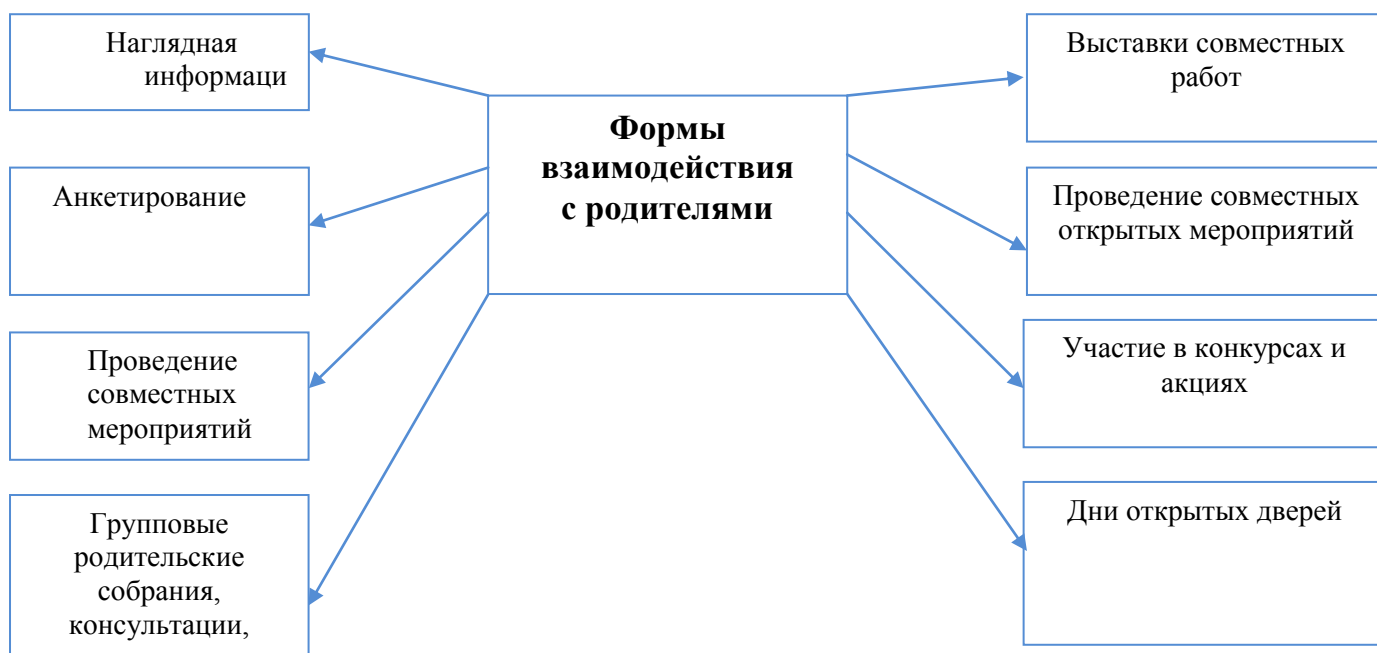 Наглядная
информаци
Анкетирование
Проведение
совместных
мероприятий
Групповые
родительские
собрания,
консультации,
Формы
взаимодействия
с родителями
Выставки совместных
работ
Проведение совместных
открытых мероприятий
Участие в конкурсах и
акциях
Дни открытых дверей